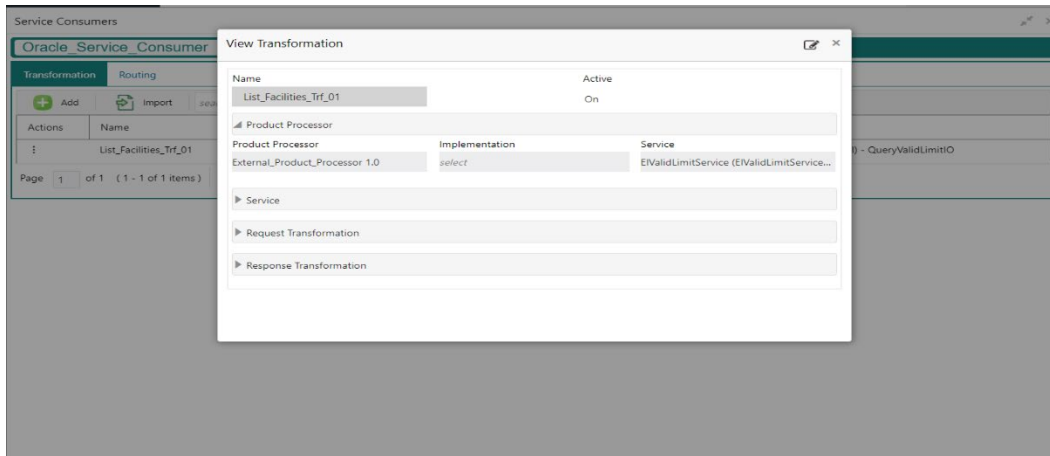 Service Consumers
Oracle_Service_Consumer
Transformation Routing
Add Import
Actions Name
List_Facilities_Trf_01
- QueryValidLimitIO
Page 1 of 1 (1 - 1 of 1 items)
View Transformation
Name Active
List_Facilities_Trf_01 On
Product Processor
Product Processor Implementation Service
External_Product_Processor 1.0 select ElValidLimitService (ElValidLimitService...
Service
Request Transformation
Response Transformation